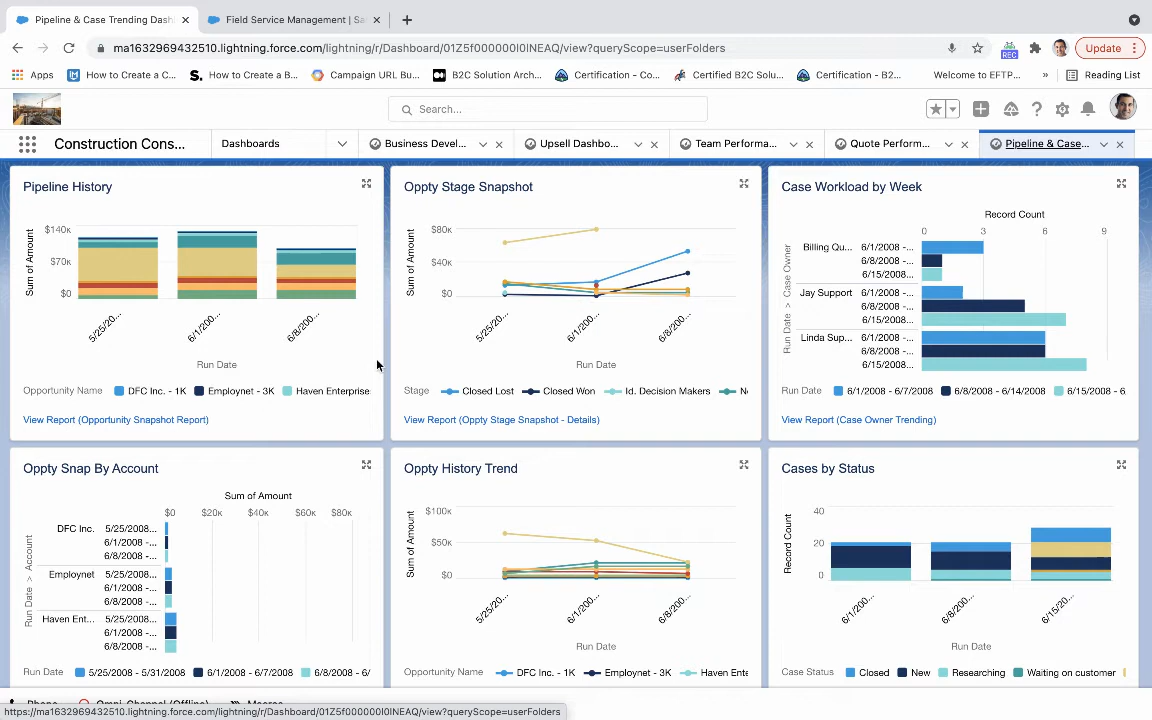 Pipeline & Case Trending Dash
Field Service Management | Sa
ma1632969432510.lightning.force.com/lightning/r/Dashboard/01Z5f000000I0INEAQ/view?queryScope=userFolders
REC
Update
Apps
How to Create a C...
How to Create a B...
Campaign URL Bu...
B2C Solution Arch...
Certification - Co...
Certified B2C Solu...
Certification - B2...
Welcome to EFTP...
»
Reading List
Search...
Construction Cons...
Dashboards
Business Devel...
Upsell Dashbo...
Team Performa...
Quote Perform...
Pipeline & Case...
Pipeline History
Sum of Amount
$140K
$70K
$0
5/25/20...
6/1/200...
6/8/200...
Run Date
Opportunity Name
DFC Inc. - 1K
Employnet - 3K
Haven Enterprise
View Report (Opportunity Snapshot Report)
Oppty Stage Snapshot
Sum of Amount
$80K
$40K
$0
5/25/20...
6/1/200...
6/8/200...
Run Date
Stage
Closed Lost
Closed Won
Id. Decision Makers
View Report (Oppty Stage Snapshot - Details)
Case Workload by Week
Record Count
0 3 6 9
Run Date > Case Owner
Billing Qu...
6/1/2008 -...
6/8/2008 -...
6/15/2008...
Jay Support
6/1/2008 -...
6/8/2008 -...
6/15/2008...
Linda Sup...
6/1/2008 -...
6/8/2008 -...
6/15/2008...
Run Date
6/1/2008 - 6/7/2008
6/8/2008 - 6/14/2008
6/15/2008 - 6
View Report (Case Owner Trending)
Oppty Snap By Account
Sum of Amount
$0 $20K $40K $60K $80K
Run Date > Account
DFC Inc.
5/25/2008...
6/1/2008 -...
6/8/2008 -...
Employnet
5/25/2008...
6/1/2008 -...
6/8/2008 -...
Haven Ent...
5/25/2008...
6/1/2008 -...
6/8/2008 -...
Run Date
5/25/2008 - 5/31/2008
6/1/2008 - 6/7/2008
6/8/2008 - 6/
Oppty History Trend
Sum of Amount
$100K
$50K
$0
5/25/20...
6/1/200...
6/8/200...
Run Date
Opportunity Name
DFC Inc. - 1K
Employnet - 3K
Haven Ente
Cases by Status
Record Count
40
20
0
6/1/200...
6/8/200...
6/15/20...
Run Date
Case Status
Closed
New
Researching
Waiting on customer
Phone
Omni-Channel (Offline)
Macros
https://ma1632969432510.lightning.force.com/lightning/r/Dashboard/01Z5f000000I0INEAQ/view?queryScope=userFolders